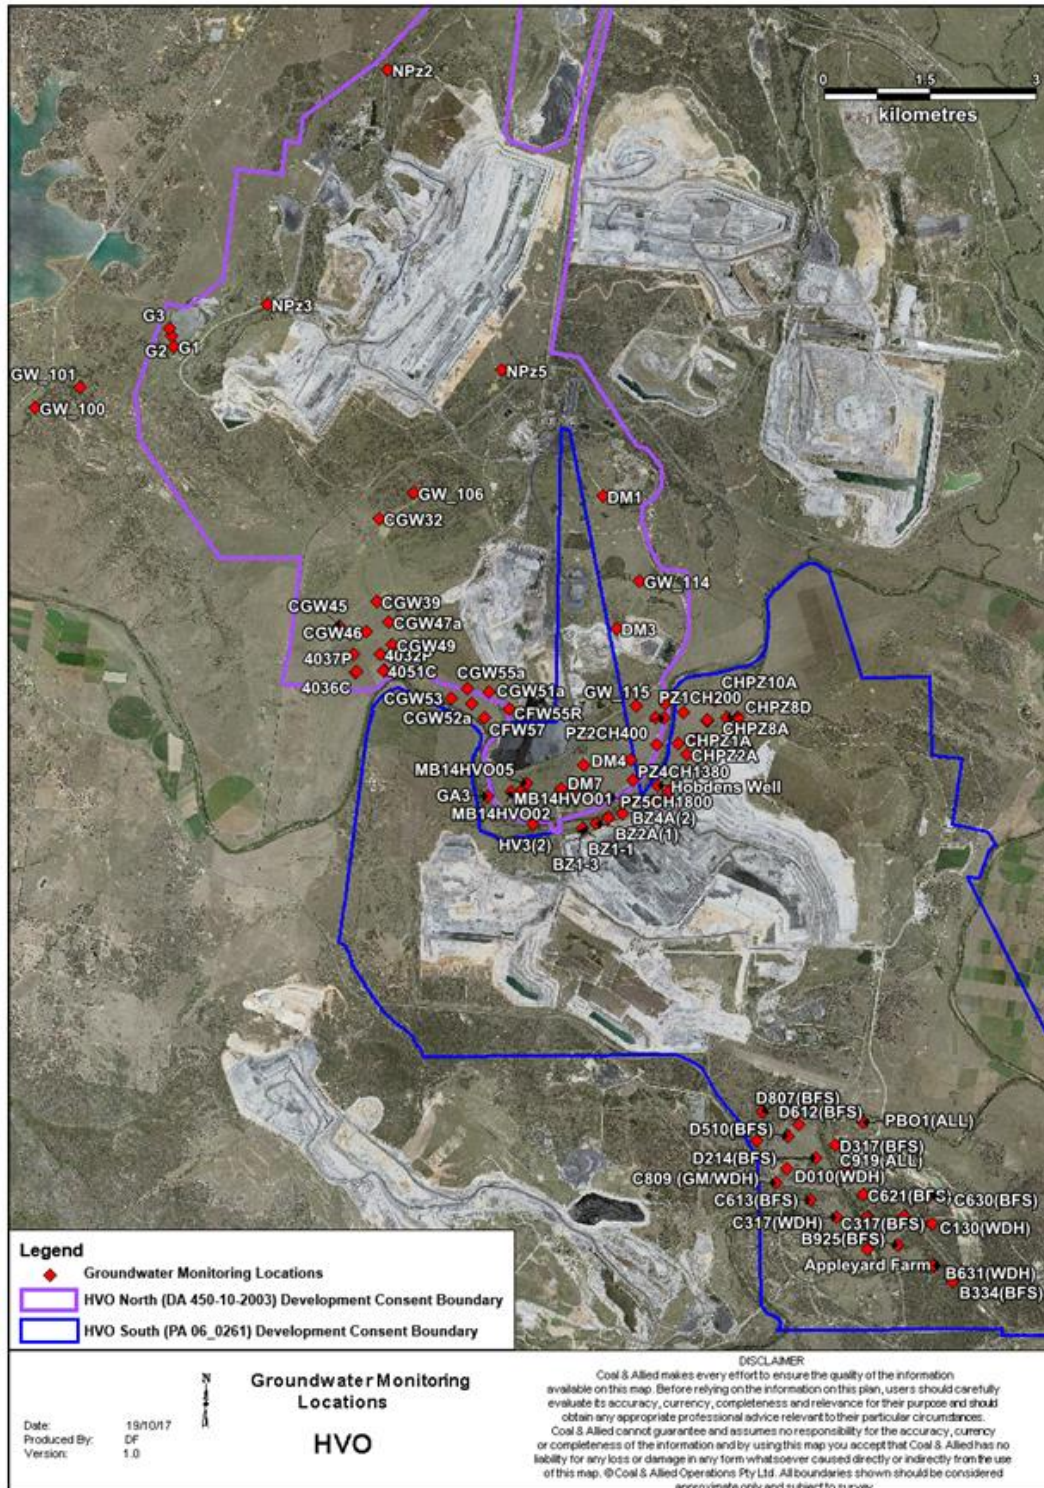 NPz2
0
1.5
3
kilometres
NPz3
G3
G2
G1
GW_101
GW_100
NPz5
GW_106
CGW32
DM1
GW_114
CGW39
CGW45
CGW47a
CGW46
CGW49
DM3
4037P
4032P
4036C
4051C
CGW55a
CGW51a
CGW53
CGW52a
CFW55R
CFW57
GW_115
PZ1CH200
CHPZ10A
CHPZ8D
CHPZ8A
PZ2CH400
CHPZ1A
CHPZ2A
DM4
PZ4CH1380
MB14HVO05
DM7
Hobdens Well
GA3
MB14HVO01
PZ5CH1800
MB14HVO02
BZ4A(2)
BZ2A(1)
HV3(2)
BZ1-1
BZ1-3
D807(BFS)
D612(BFS)
PBO1(ALL)
D510(BFS)
D317(BFS)
D214(BFS)
C919(ALL)
D010(WDH)
C809 (GM/WDH)
C621(BFS)
C630(BFS)
C613(BFS)
C317(WDH)
C317(BFS)
C130(WDH)
B925(BFS)
Appleyard Farm
B631(WDH)
B334(BFS)
Legend
Groundwater Monitoring Locations
HVO North (DA 450-10-2003) Development Consent Boundary
HVO South (PA 06_0261) Development Consent Boundary
Date: 19/10/17
Produced By: DF
Version: 1.0
N
Groundwater Monitoring
Locations
HVO
DISCLAIMER
Coal & Allied makes every effort to ensure the quality of the information
available on this map. Before relying on the information on this plan, users should carefully
evaluate its accuracy, currency, completeness and relevance for their purpose and should
obtain any appropriate professional advice relevant to their particular circumstances.
Coal & Allied cannot guarantee and assumes no responsibility for the accuracy, currency
or completeness of the information and by using this map you accept that Coal & Allied has no
liability for any loss or damage in any form whatsoever caused directly or indirectly from the use
of this map. © Coal & Allied Operations Pty Ltd. All boundaries shown should be considered
approximate only and subject to survey